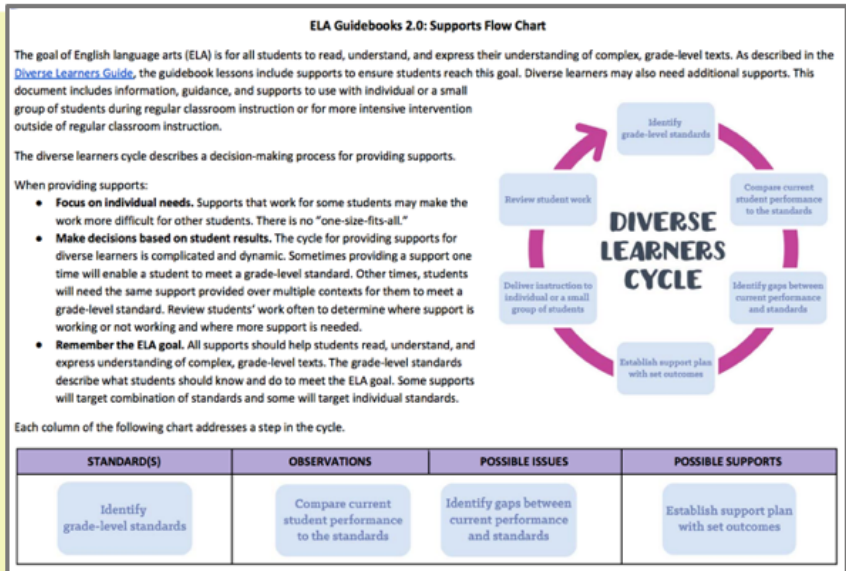 ELA Guidebooks 2.0: Supports Flow Chart
The goal of English language arts (ELA) is for all students to read, understand, and express their understanding of complex, grade-level texts. As described in the
Diverse Learners Guide, the guidebook lessons include supports to ensure students reach this goal. Diverse learners may also need additional supports. This
document includes information, guidance, and supports to use with individual or a small
group of students during regular classroom instruction or for more intensive intervention
outside of regular classroom instruction.
The diverse learners cycle describes a decision-making process for providing supports.
When providing supports:
● Focus on individual needs. Supports that work for some students may make the
work more difficult for other students. There is no "one-size-fits-all."
● Make decisions based on student results. The cycle for providing supports for
diverse learners is complicated and dynamic. Sometimes providing a support one
time will enable a student to meet a grade-level standard. Other times, students
will need the same support provided over multiple contexts for them to meet a
grade-level standard. Review students' work often to determine where support is
working or not working and where more support is needed.
● Remember the ELA goal. All supports should help students read, understand, and
express understanding of complex, grade-level texts. The grade-level standards
describe what students should know and do to meet the ELA goal. Some supports
will target combination of standards and some will target individual standards.
Identify
grade-level standards
Compare current
student performance
to the standards
Identify gaps between
current performance
and standards
Establish support plan
with set outcomes
Deliver instruction to
individual or a small
group of students
Review student work
DIVERSE
LEARNERS
CYCLE
Each column of the following chart addresses a step in the cycle.
STANDARD(S)
OBSERVATIONS
POSSIBLE ISSUES
POSSIBLE SUPPORTS
Identify
grade-level standards
Compare current
student performance
to the standards
Identify gaps between
current performance
and standards
Establish support plan
with set outcomes